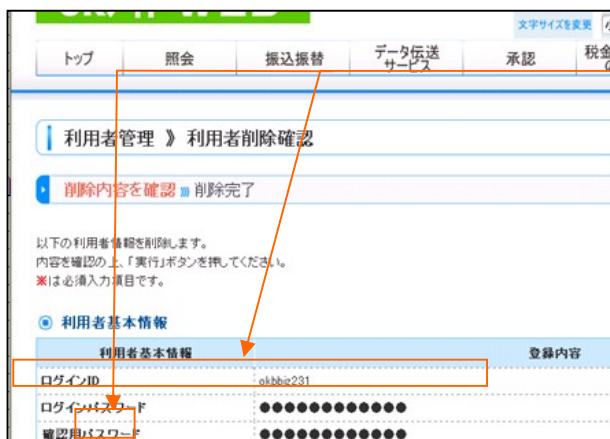 文字サイズを変更
トップ 照会 振込振替 データ伝送サービス 承認
利用者管理 》 利用者削除確認
削除内容を確認 》 削除完了
以下の利用者情報を削除します。
内容を確認の上、「実行」ボタンを押してください。
※は必須入力項目です。
利用者基本情報
利用者基本情報 登録内容
ログインID okbbiz231
ログインパスワード ●●●●●●●●●●●●
確認用パスワード ●●●●●●●●●●●●